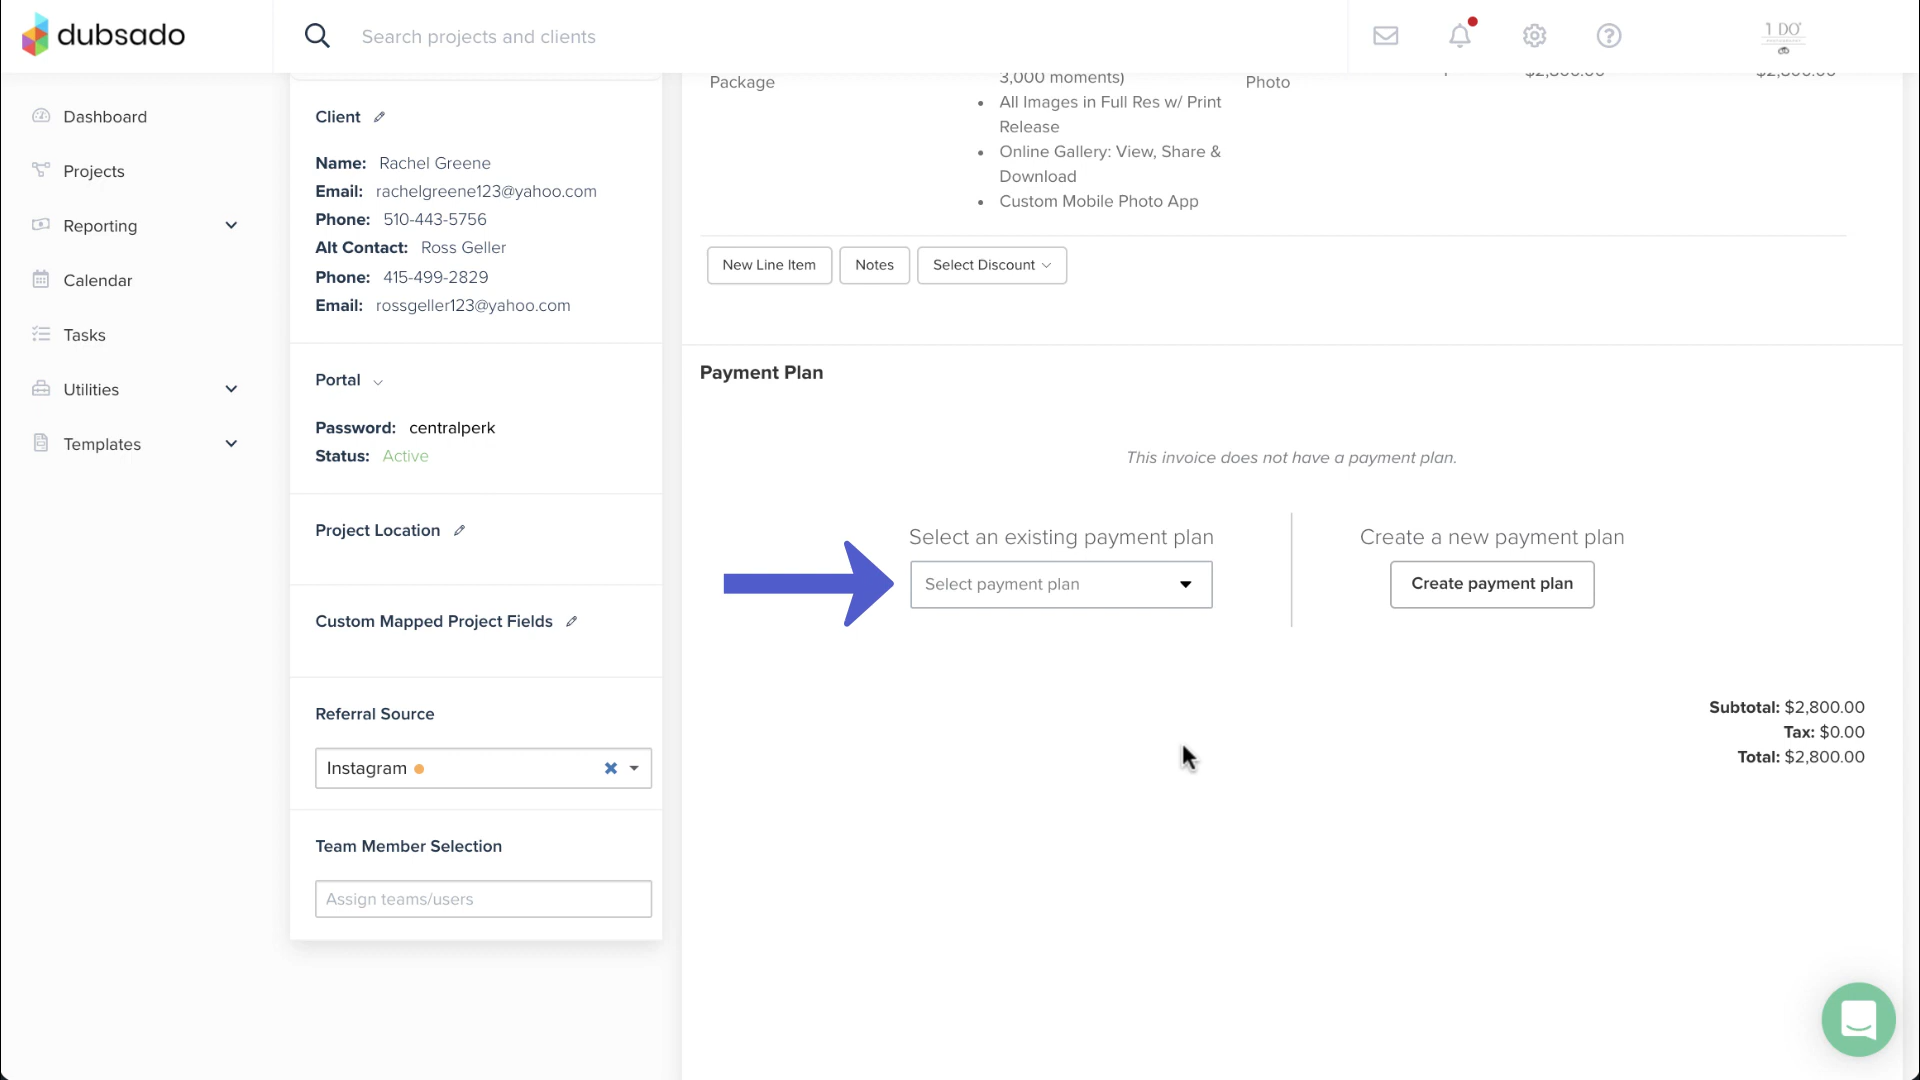 dubsado
Search projects and clients
I DO
Dashboard
Projects
Reporting
Calendar
Tasks
Utilities
Templates
Client
Name: Rachel Greene
Email: rachelgreene123@yahoo.com
Phone: 510-443-5756
Alt Contact: Ross Geller
Phone: 415-499-2829
Email: rossgeller123@yahoo.com
Portal
Password: centralperk
Status: Active
Project Location
Custom Mapped Project Fields
Referral Source
Instagram
Team Member Selection
Assign teams/users
Package
3,000 moments)
• All Images in Full Res w/ Print
Release
• Online Gallery: View, Share &
Download
• Custom Mobile Photo App
Photo
$2,800.00
$2,800.00
New Line Item
Notes
Select Discount
Payment Plan
This invoice does not have a payment plan.
Select an existing payment plan
Select payment plan
Create a new payment plan
Create payment plan
Subtotal: $2,800.00
Tax: $0.00
Total: $2,800.00